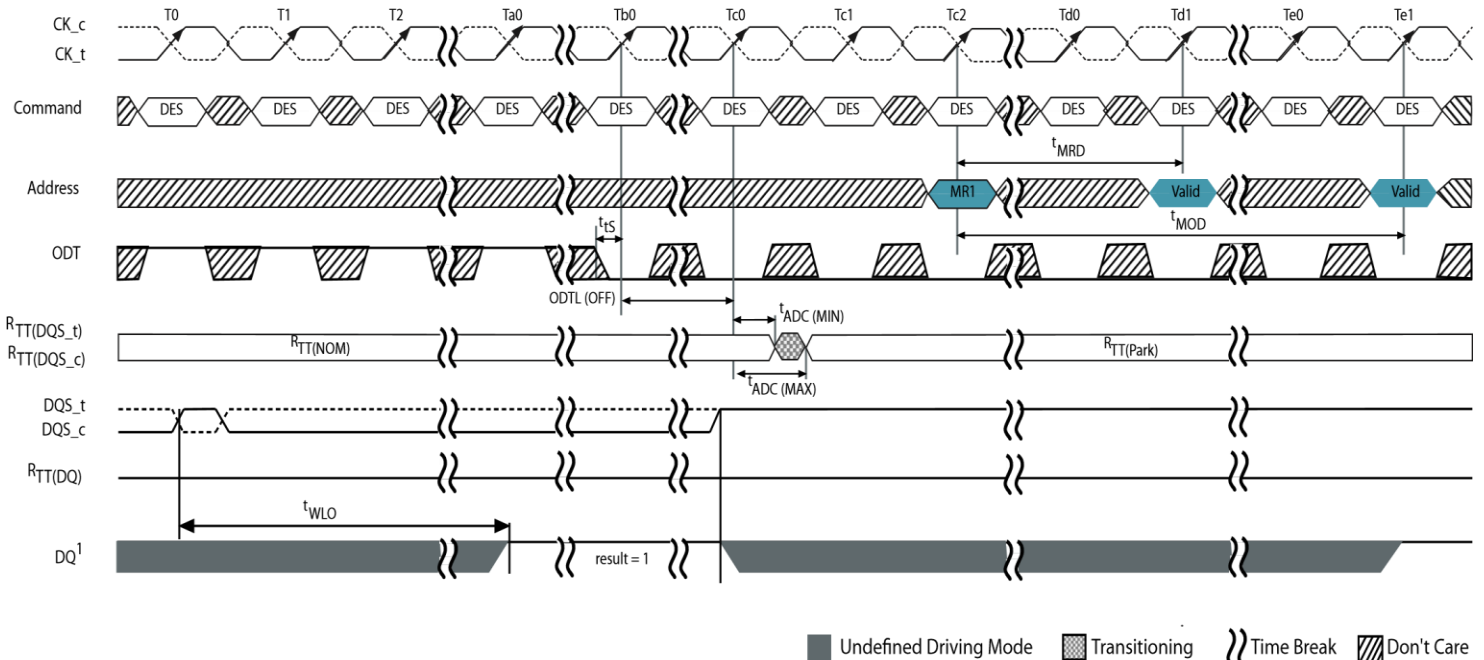 T0 T1 T2 Ta0 Tb0 Tc0 Tc1 Tc2 Td0 Td1 Te0 Te1
CK_c
CK_t
Command DES DES DES DES DES DES DES DES DES DES DES DES
tMRD
Address MR1 Valid Valid
tMOD
ttS
ODT
ODTL (OFF)
tADC (MIN)
RTT(DQS_t)
RTT(DQS_c)
RTT(NOM) RTT(Park)
tADC (MAX)
DQS_t
DQS_c
RTT(DQ)
tWLO
DQ1 result = 1
Undefined Driving Mode Transitioning Time Break Don't Care